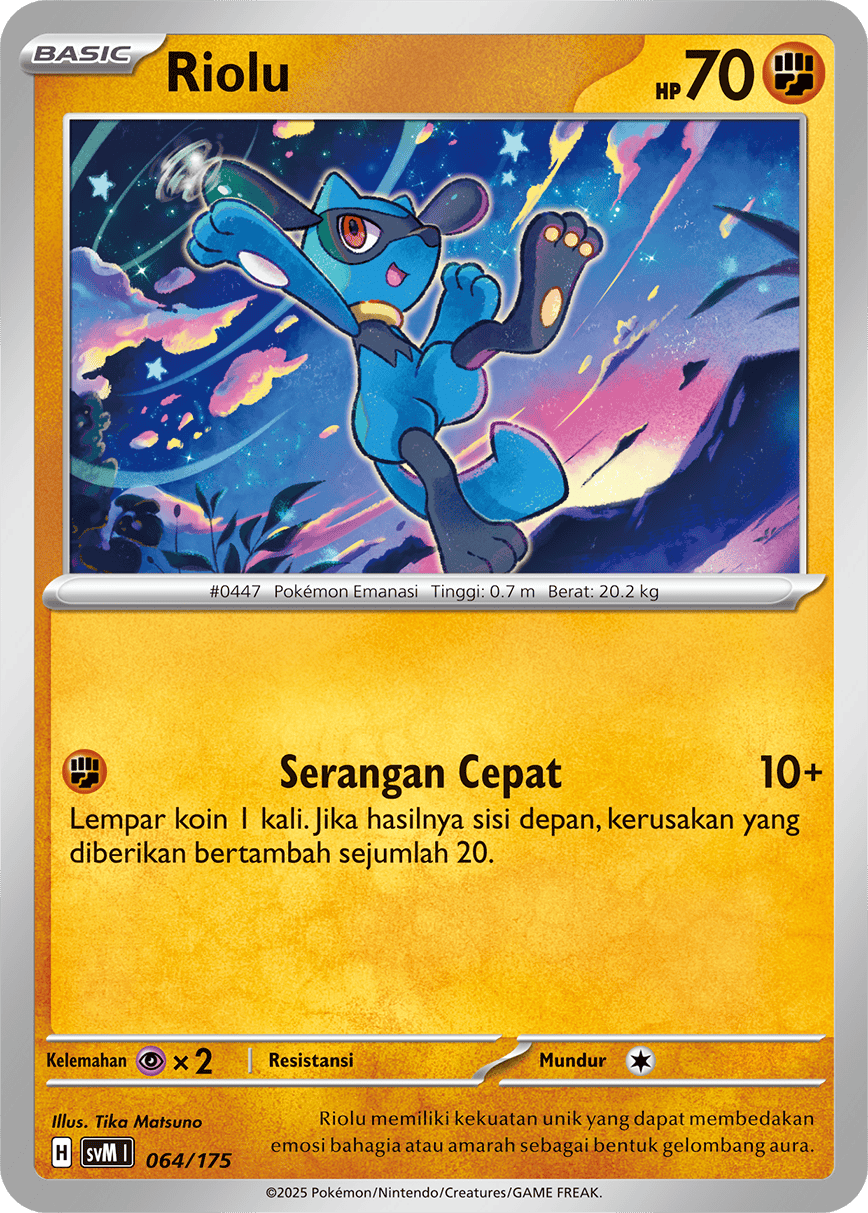 BASIC
Riolu
HP 70
#0447 Pokémon Emanasi Tinggi: 0.7 m Berat: 20.2 kg
Serangan Cepat 10+
Lempar koin 1 kali. Jika hasilnya sisi depan, kerusakan yang
diberikan bertambah sejumlah 20.
Kelemahan × 2 Resistansi Mundur
Illus. Tika Matsuno
Riolu memiliki kekuatan unik yang dapat membedakan
emosi bahagia atau amarah sebagai bentuk gelombang aura.
H svM I 064/175
©2025 Pokémon/Nintendo/Creatures/GAME FREAK.